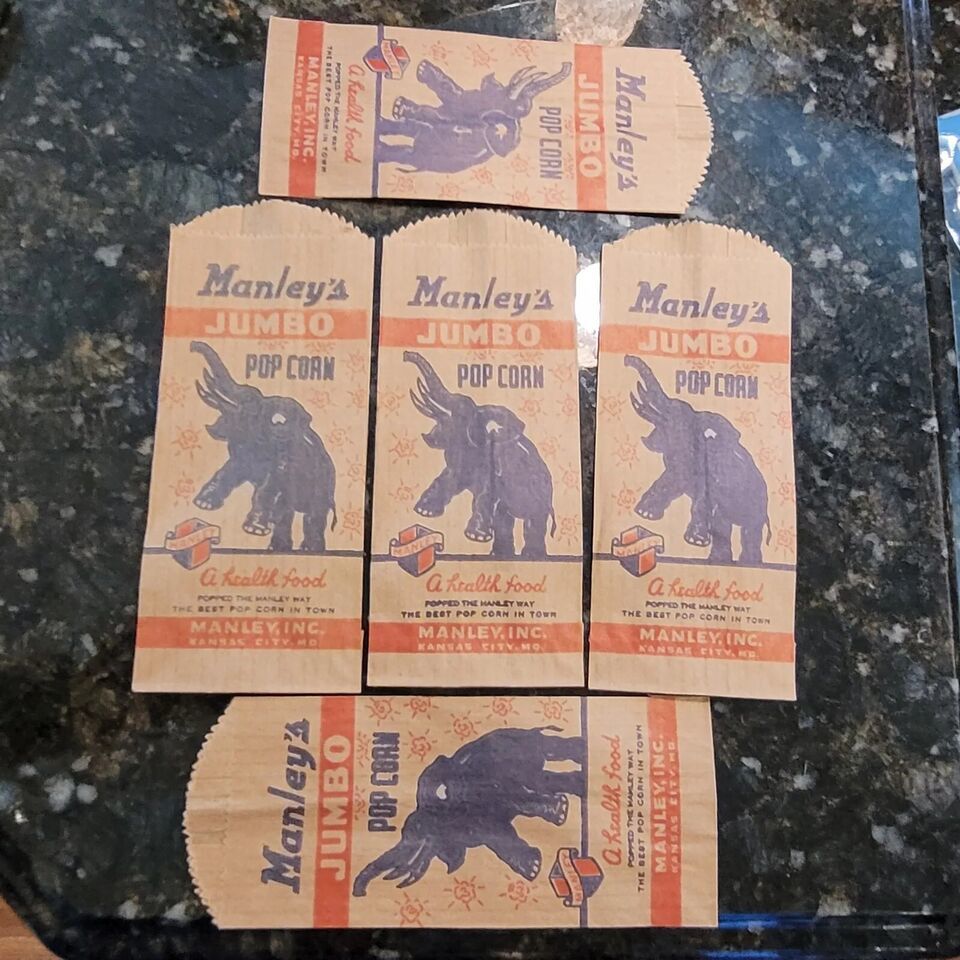 Manley's
JUMBO
POP CORN
MANLEY
A health food
POPPED THE MANLEY WAY
THE BEST POP CORN IN TOWN
MANLEY, INC.
KANSAS CITY, MO.
Manley's
JUMBO
POP CORN
MANLEY
A health food
POPPED THE MANLEY WAY
THE BEST POP CORN IN TOWN
MANLEY, INC.
KANSAS CITY, MO.
Manley's
JUMBO
POP CORN
MANLEY
A health food
POPPED THE MANLEY WAY
THE BEST POP CORN IN TOWN
MANLEY, INC.
KANSAS CITY, MO.
Manley's
JUMBO
POP CORN
MANLEY
A health food
POPPED THE MANLEY WAY
THE BEST POP CORN IN TOWN
MANLEY, INC.
KANSAS CITY, MO.
Manley's
JUMBO
POP CORN
MANLEY
A health food
POPPED THE MANLEY WAY
THE BEST POP CORN IN TOWN
MANLEY, INC.
KANSAS CITY, MO.